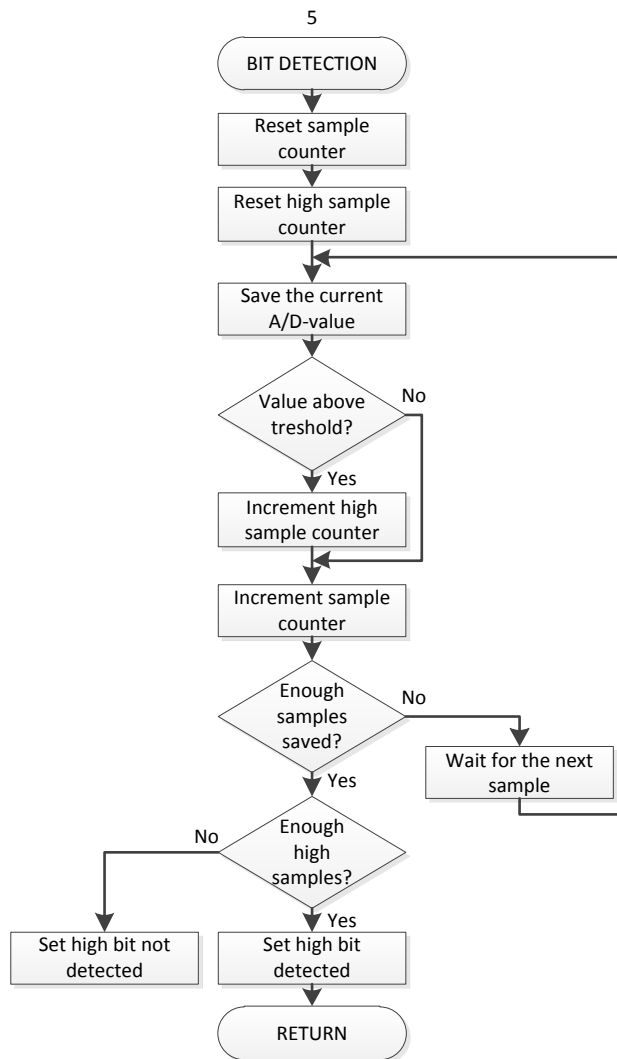 5
BIT DETECTION
Reset sample
counter
Reset high sample
counter
Save the current
A/D-value
Value above
treshold?
No
Yes
Increment high
sample counter
Increment sample
counter
Enough
samples
saved?
No
Wait for the next
sample
Yes
Enough
high
samples?
No
Yes
Set high bit not
detected
Set high bit
detected
RETURN